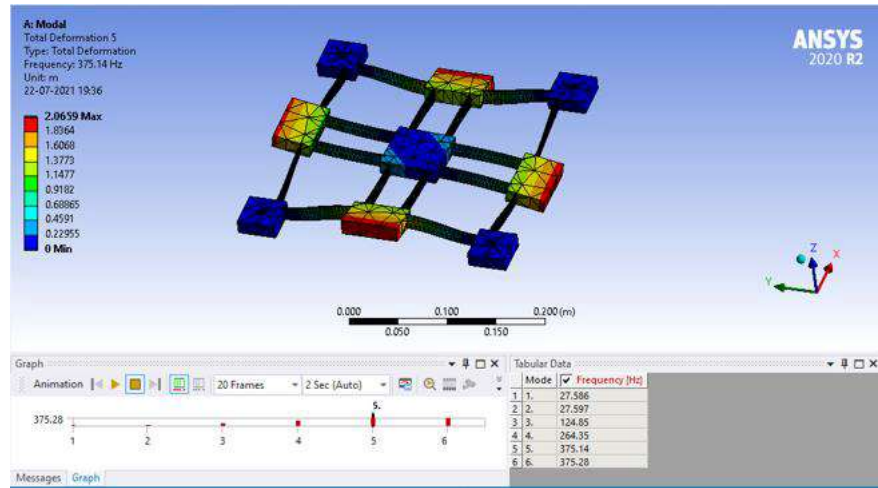 A: Modal
Total Deformation 5
Type: Total Deformation
Frequency: 375.14 Hz
Unit: m
22-07-2021 19:36
2.0659 Max
1.8364
1.6068
1.3773
1.1477
0.9182
0.68865
0.4591
0.22955
0 Min
ANSYS
2020 R2
Z
X
Y
0.000 0.100 0.200 (m)
0.050 0.150
Graph
Animation 20 Frames 2 Sec (Auto)
5.
375.28
1 2 3 4 5 6
Messages Graph
Tabular Data
Mode Frequency [Hz]
1 1. 27.586
2 2. 27.597
3 3. 124.85
4 4. 264.35
5 5. 375.14
6 6. 375.28